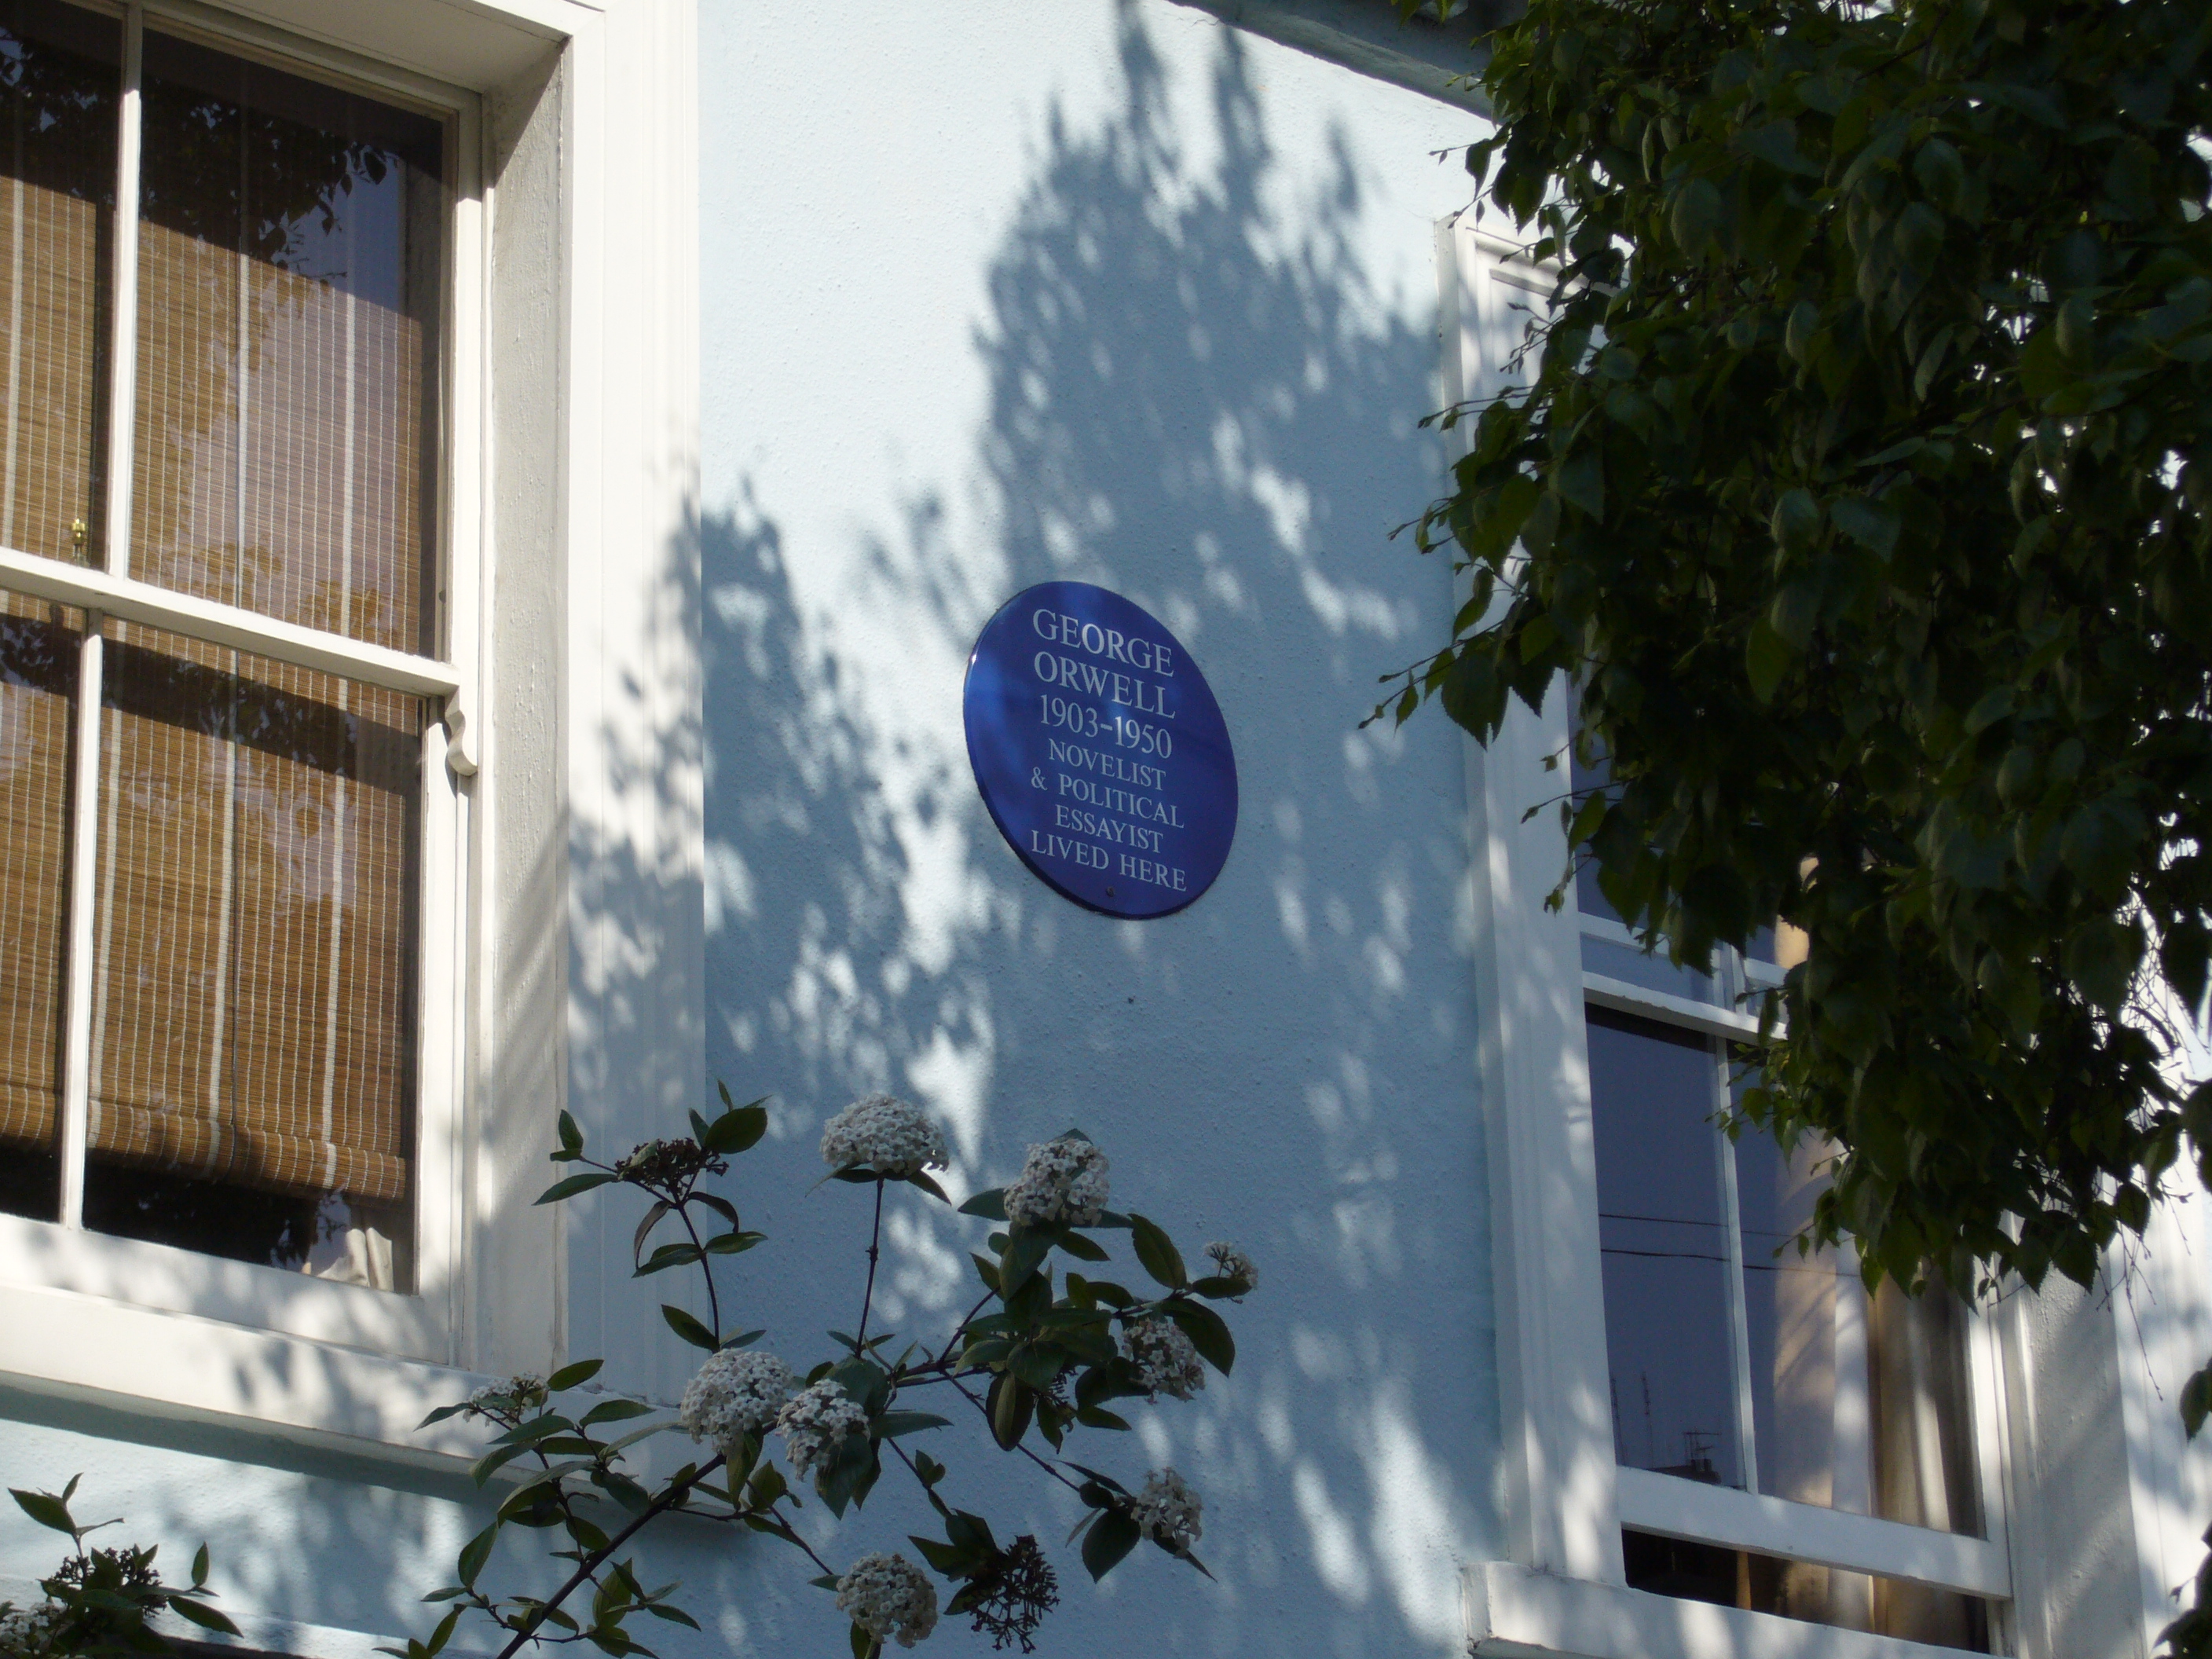 GEORGE
ORWELL
1903-1950
NOVELIST
& POLITICAL
ESSAYIST
LIVED HERE